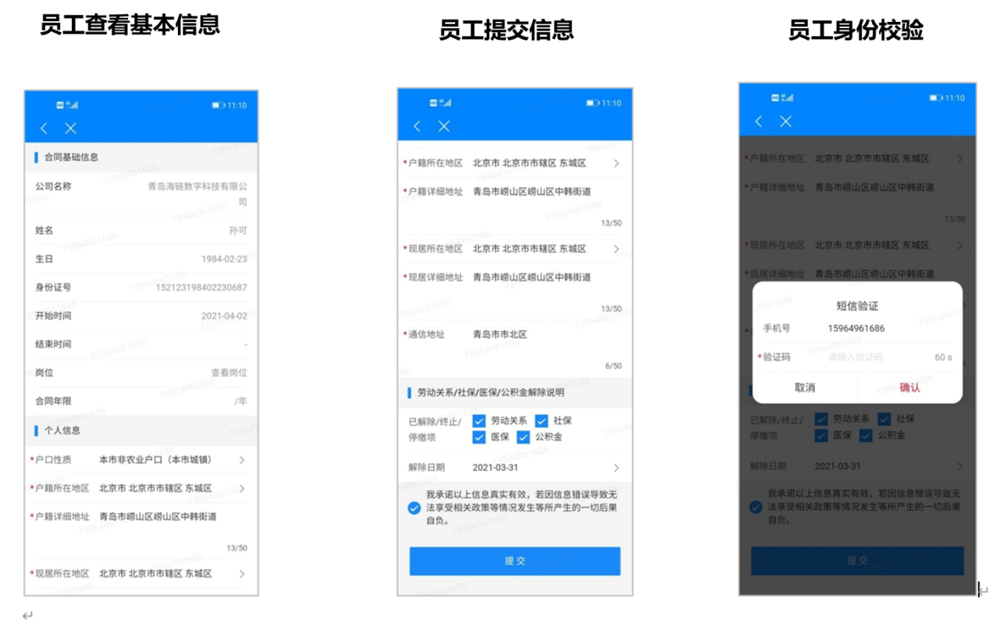 员工查看基本信息
员工提交信息
员工身份校验
11:10
合同基础信息
公司名称 青岛海链数字科技有限公
司
姓名 孙可
生日 1984-02-23
身份证号 152123198402230687
开始时间 2021-04-02
结束时间 -
岗位 查看岗位
合同年限 /年
个人信息
*户口性质 本市非农业户口（本市城镇）
*户籍所在地区 北京市 北京市市辖区 东城区
*户籍详细地址 青岛市崂山区崂山区中韩街道
13/50
*现居所在地区 北京市 北京市市辖区 东城区
11:10
*户籍所在地区 北京市 北京市市辖区 东城区
*户籍详细地址 青岛市崂山区崂山区中韩街道
13/50
*现居所在地区 北京市 北京市市辖区 东城区
*现居详细地址 青岛市崂山区崂山区中韩街道
13/50
*通信地址 青岛市市北区
6/50
劳动关系/社保/医保/公积金解除说明
已解除/终止/ 劳动关系 社保
停缴项 医保 公积金
解除日期 2021-03-31
我承诺以上信息真实有效，若因信息错误导致无
法享受相关政策等情况发生等所产生的一切后果
自负。
提交
11:10
*户籍所在地区 北京市 北京市市辖区 东城区
*户籍详细地址 青岛市崂山区崂山区中韩街道
13/50
*现居所在地区 北京市 北京市市辖区 东城区
*现居详细地址 青岛市崂山区崂山区中韩街道
短信验证
手机号 15964961686
*验证码 请输入验证码 60 s
取消 确认
已解除/终止/ 劳动关系 社保
停缴项 医保 公积金
解除日期 2021-03-31
我承诺以上信息真实有效，若因信息错误导致无
法享受相关政策等情况发生等所产生的一切后果
自负。
提交
15964961686